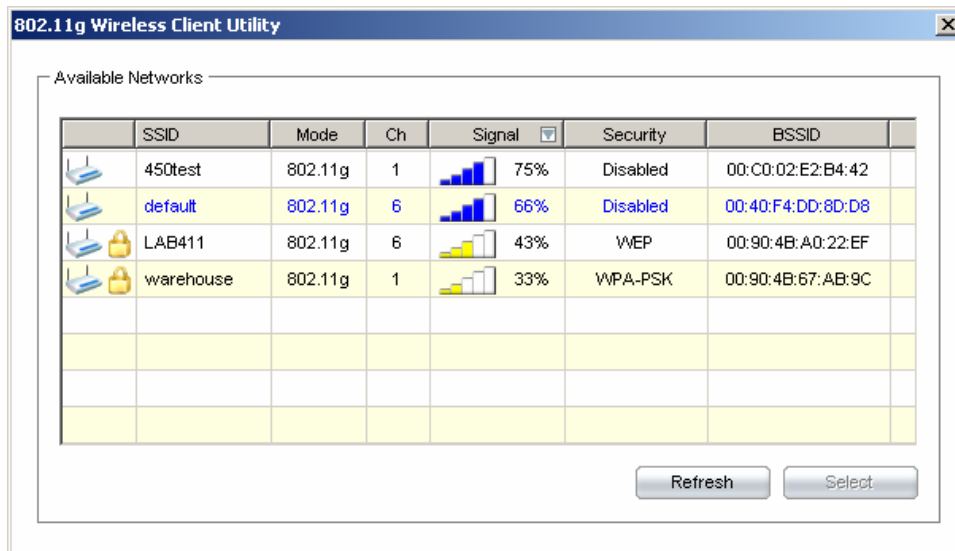 802.11g Wireless Client Utility
Available Networks
SSID Mode Ch Signal Security BSSID
450test 802.11g 1 75% Disabled 00:C0:02:E2:B4:42
default 802.11g 6 66% Disabled 00:40:F4:DD:8D:D8
LAB411 802.11g 6 43% WEP 00:90:4B:A0:22:EF
warehouse 802.11g 1 33% WPA-PSK 00:90:4B:67:AB:9C
Refresh Select